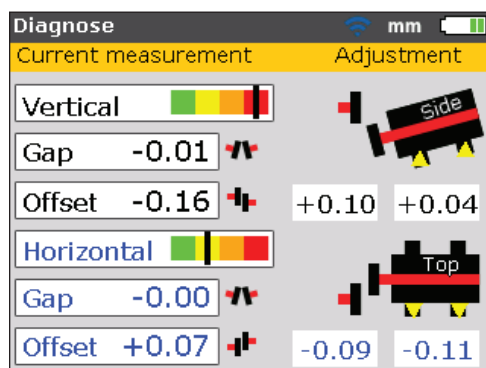 Diagnose mm
Current measurement Adjustment
Vertical
Side
Gap -0.01
Offset -0.16 +0.10 +0.04
Horizontal
Top
Gap -0.00
Offset +0.07 -0.09 -0.11